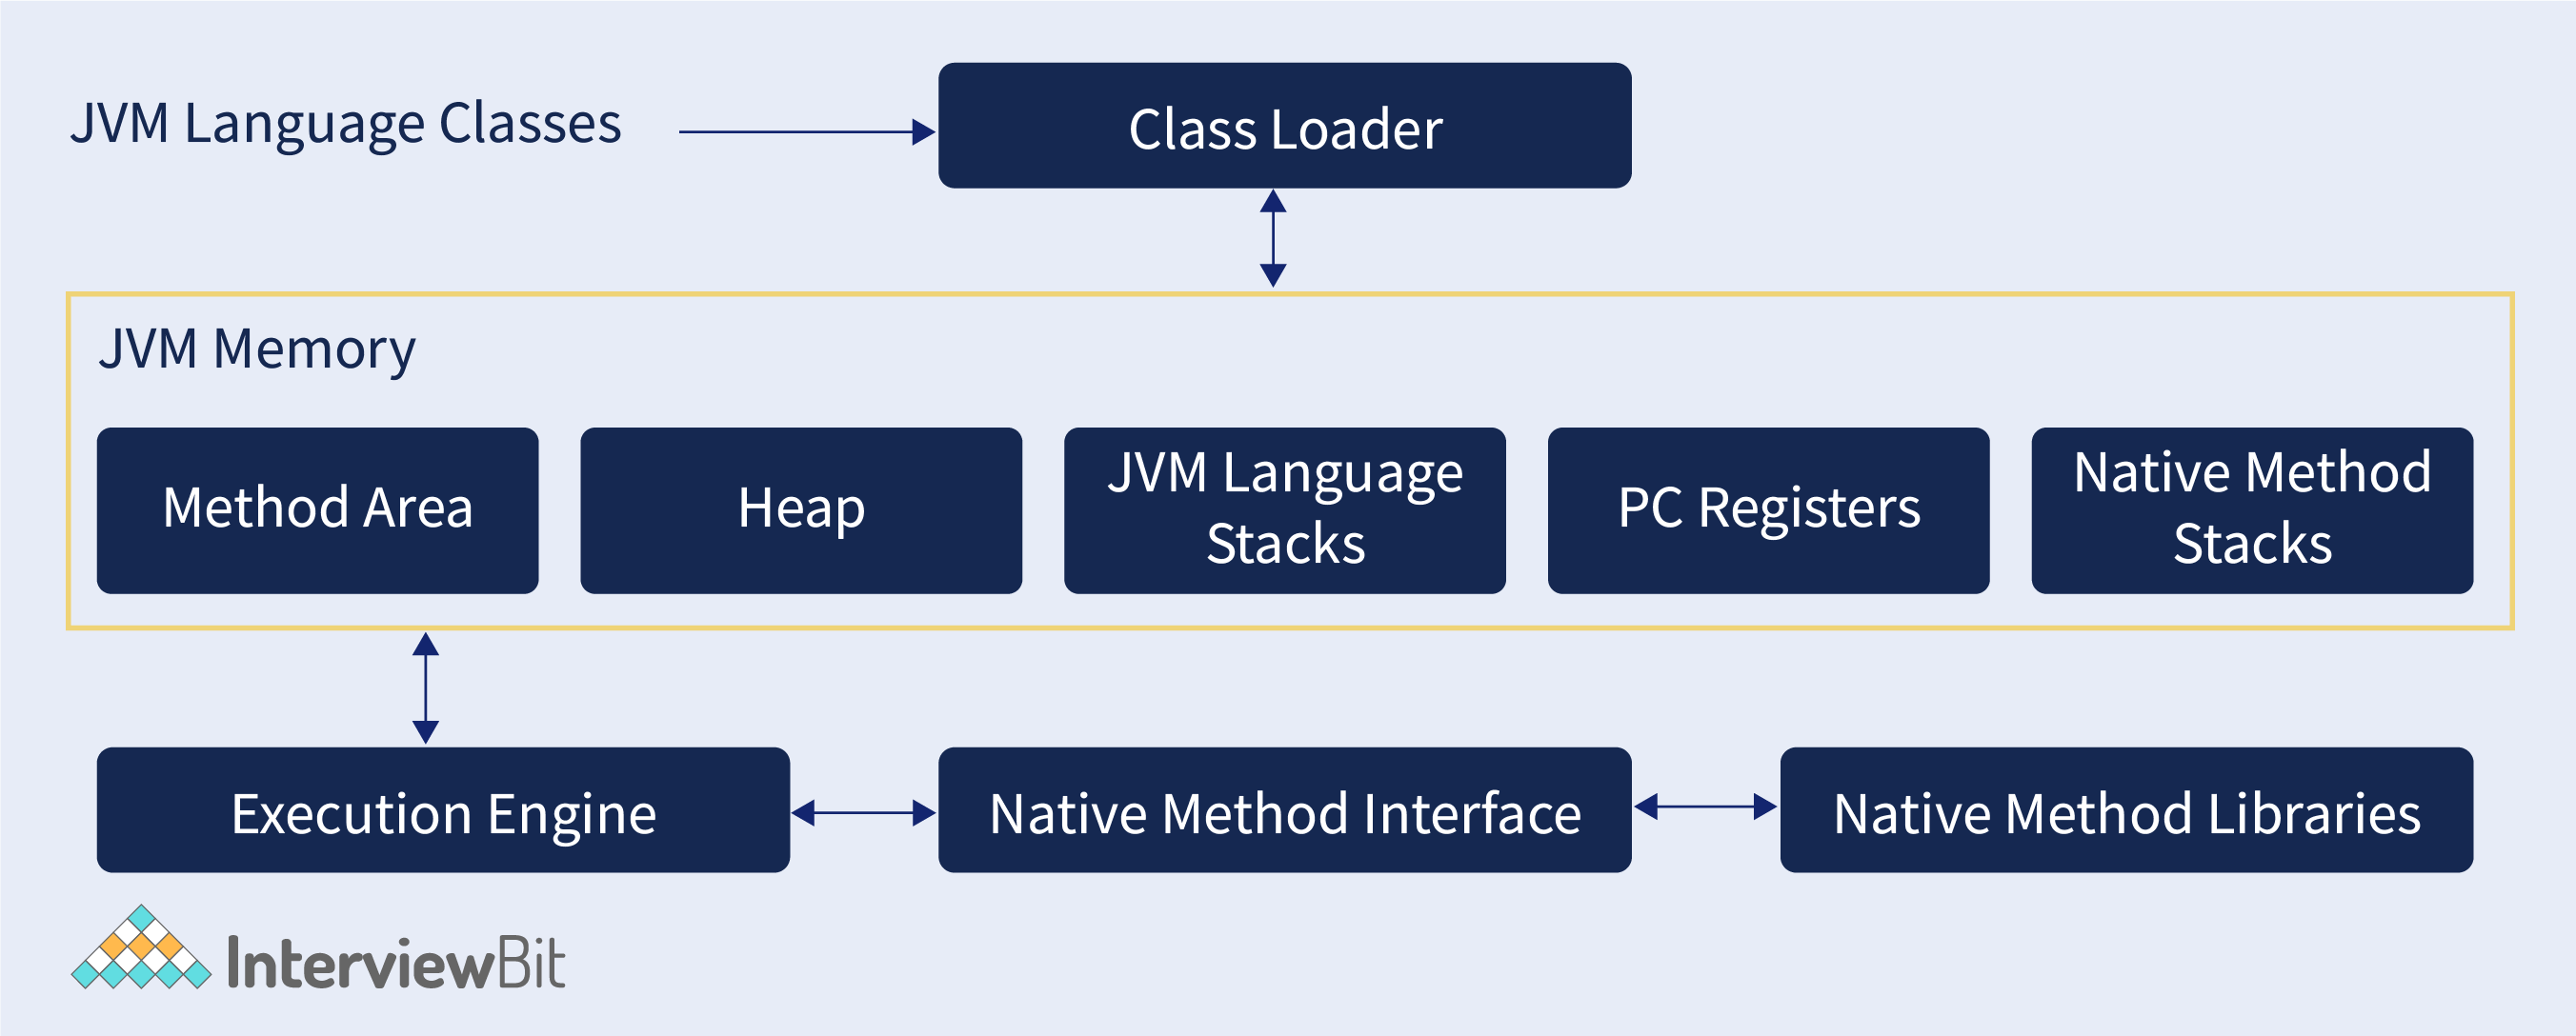 JVM Language Classes
Class Loader
JVM Memory
Method Area
Heap
JVM Language
Stacks
PC Registers
Native Method
Stacks
Execution Engine
Native Method Interface
Native Method Libraries
InterviewBit